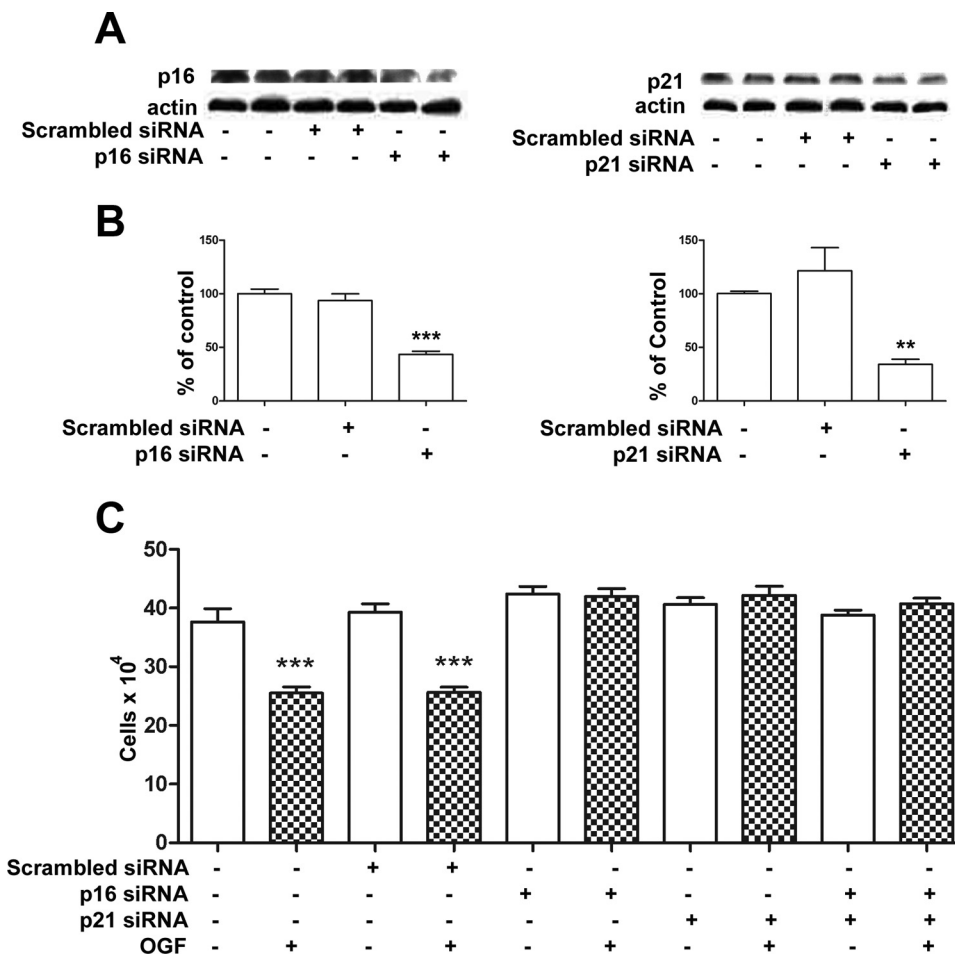 A
p16
actin
Scrambled siRNA - - + + - -
p16 siRNA - - - - + +
p21
actin
Scrambled siRNA - - + + - -
p21 siRNA - - - - + +
B
% of control
150
100
50
0
***
Scrambled siRNA - + -
p16 siRNA - - +
% of Control
150
100
50
0
**
Scrambled siRNA - + -
p21 siRNA - - +
C
Cells x 10⁴
50
40
30
20
10
0
*** ***
Scrambled siRNA - - + + - - - - - -
p16 siRNA - - - - + + - - + +
p21 siRNA - - - - - - + + + +
OGF - + - + - + - + - +